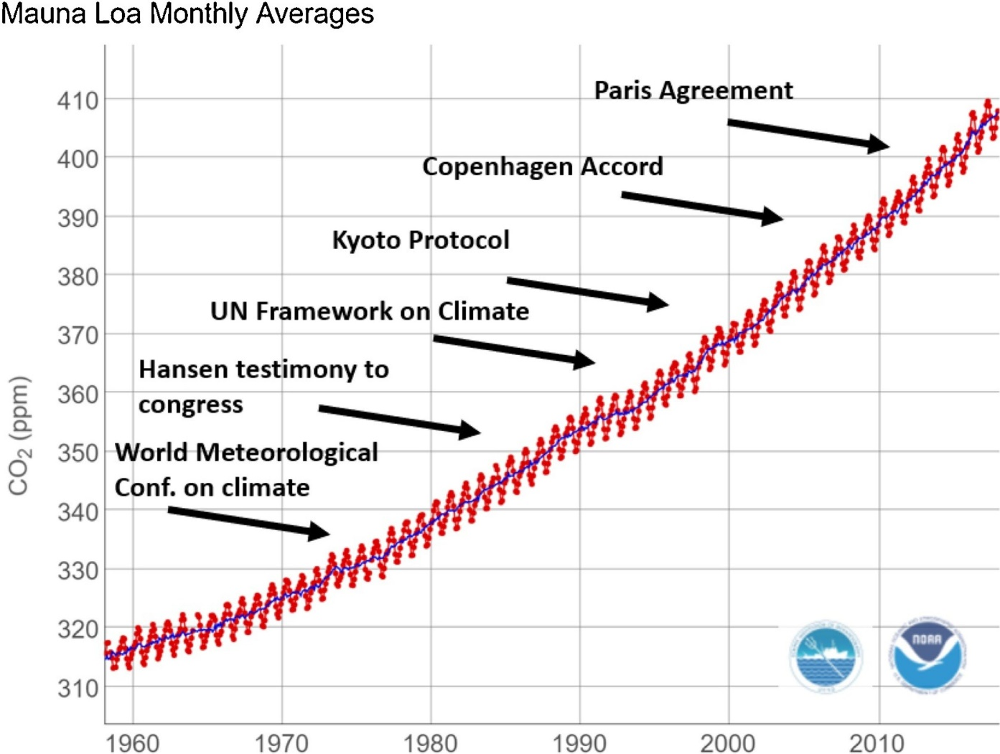 Mauna Loa Monthly Averages
Paris Agreement
410
400
Copenhagen Accord
390
Kyoto Protocol
380
UN Framework on Climate
370
Hansen testimony to
congress
360
World Meteorological
Conf. on climate
350
340
330
320
310
CO₂ (ppm)
NOAA
1960 1970 1980 1990 2000 2010